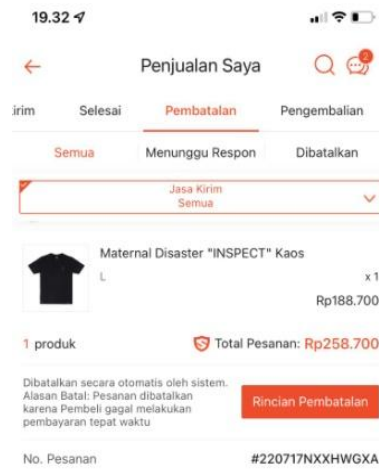 19.32
Penjualan Saya
2
irim Selesai Pembatalan Pengembalian
Semua Menunggu Respon Dibatalkan
Jasa Kirim
Semua
Maternal Disaster "INSPECT" Kaos
L
x 1
Rp188.700
1 produk Total Pesanan: Rp258.700
Dibatalkan secara otomatis oleh sistem.
Alasan Batal: Pesanan dibatalkan
karena Pembeli gagal melakukan
pembayaran tepat waktu
Rincian Pembatalan
No. Pesanan #220717NXXHWGXA